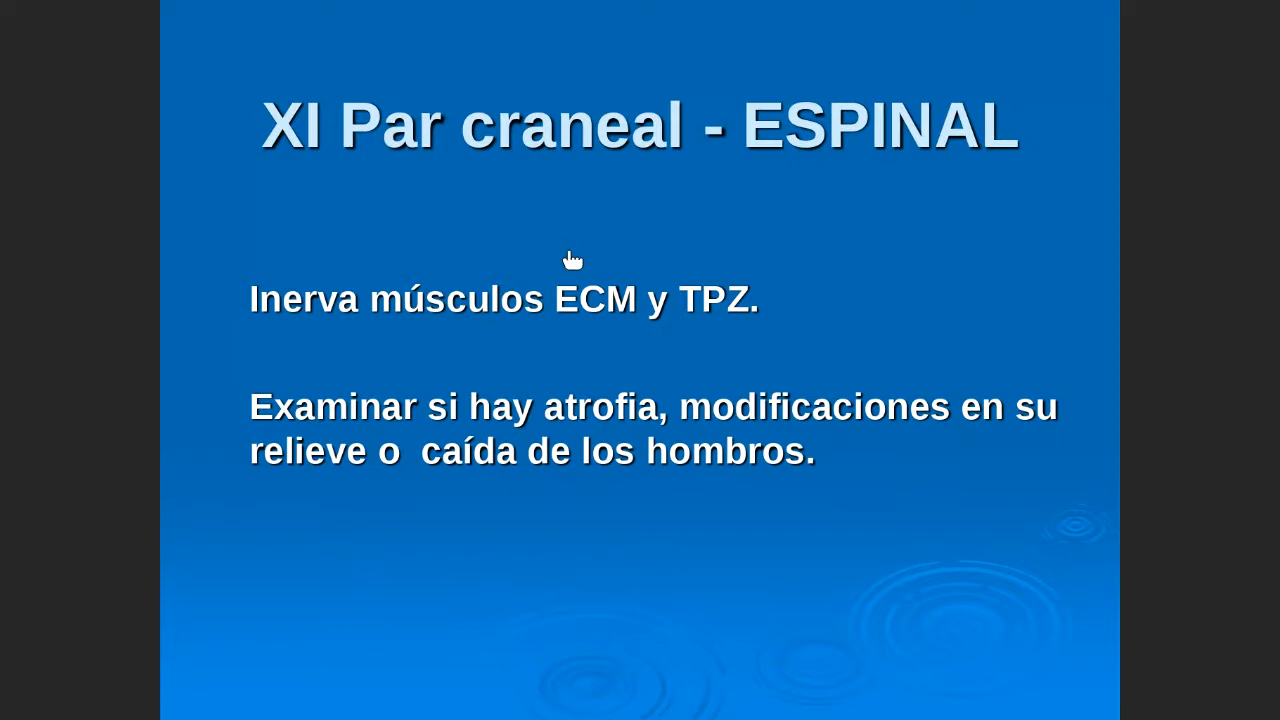 XI Par craneal - ESPINAL
Inerva músculos ECM y TPZ.
Examinar si hay atrofia, modificaciones en su
relieve o  caída de los hombros.